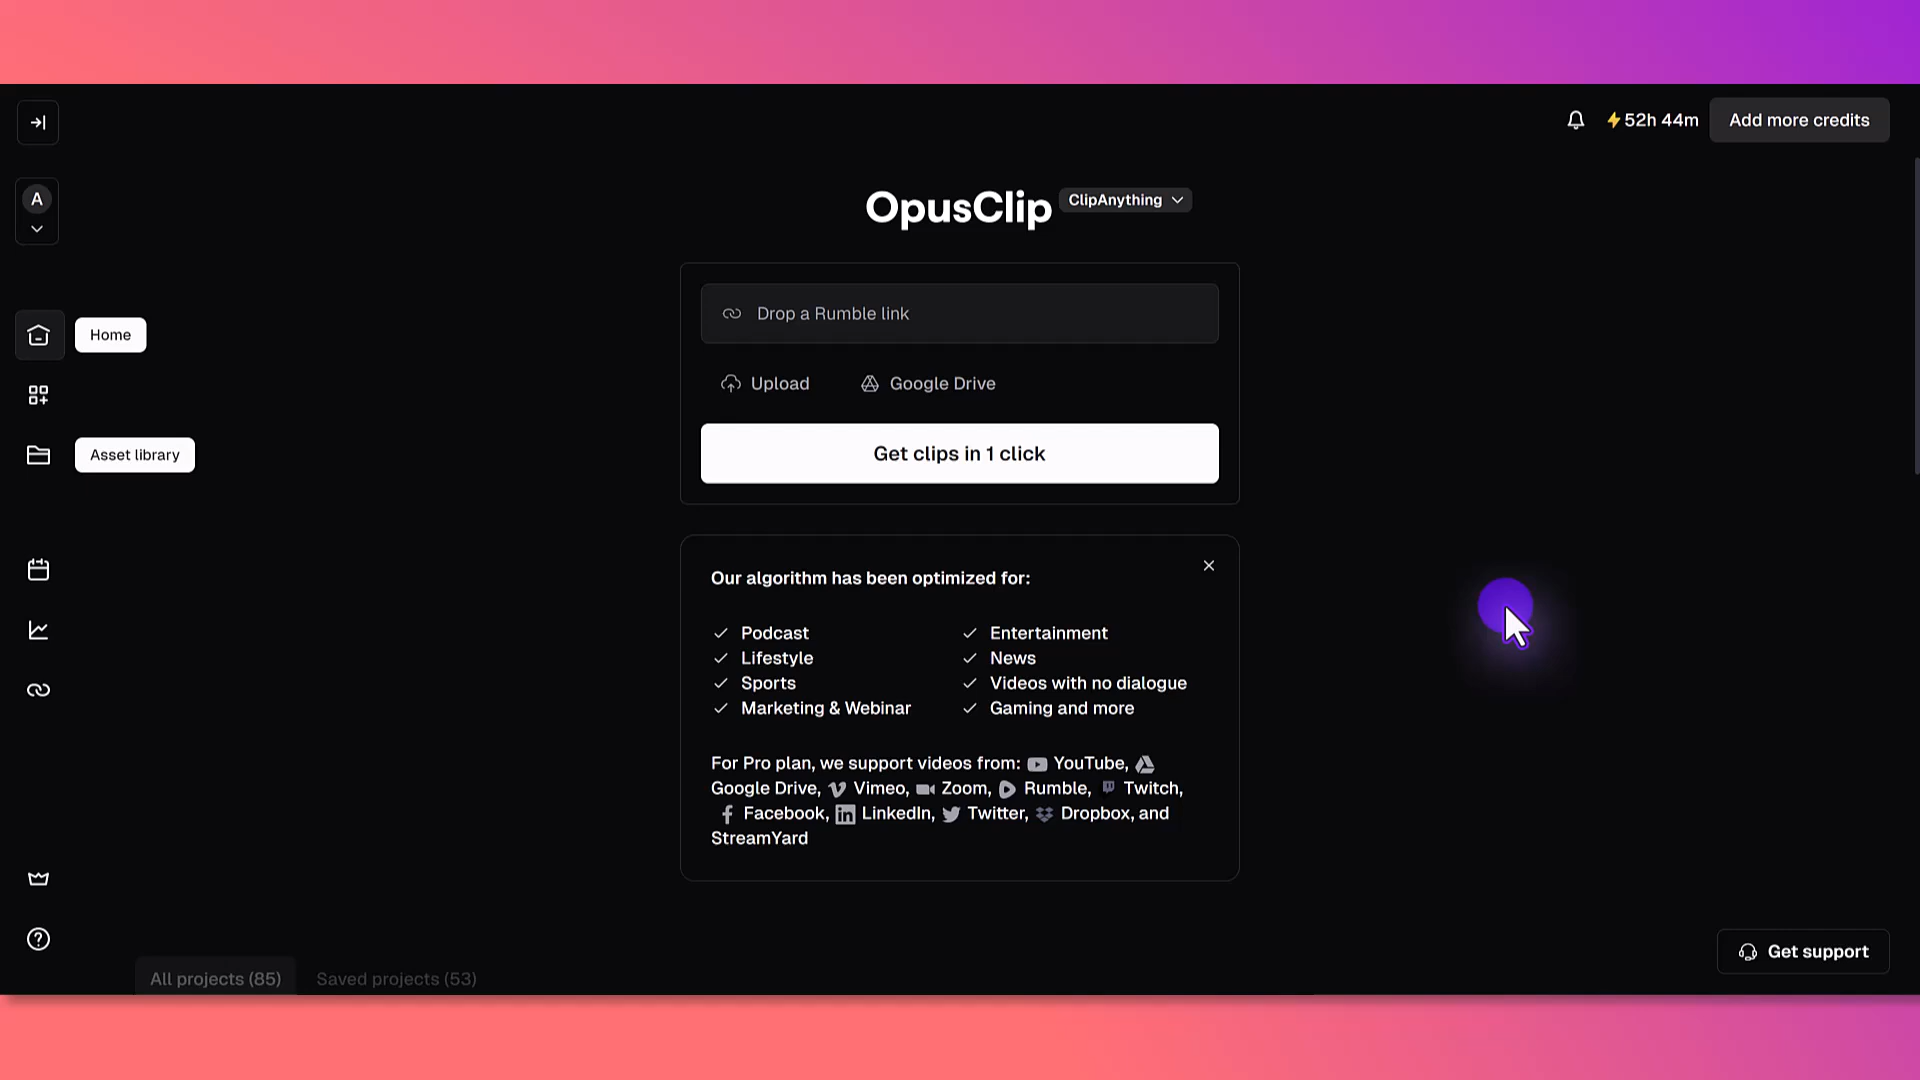 52h 44m
Add more credits
A
OpusClip
ClipAnything
Home
Drop a Rumble link
Upload
Google Drive
Asset library
Get clips in 1 click
Our algorithm has been optimized for:
Podcast
Entertainment
Lifestyle
News
Sports
Videos with no dialogue
Marketing & Webinar
Gaming and more
For Pro plan, we support videos from: YouTube,
Google Drive, Vimeo, Zoom, Rumble, Twitch,
Facebook, LinkedIn, Twitter, Dropbox, and
StreamYard
Get support
All projects (85)
Saved projects (53)